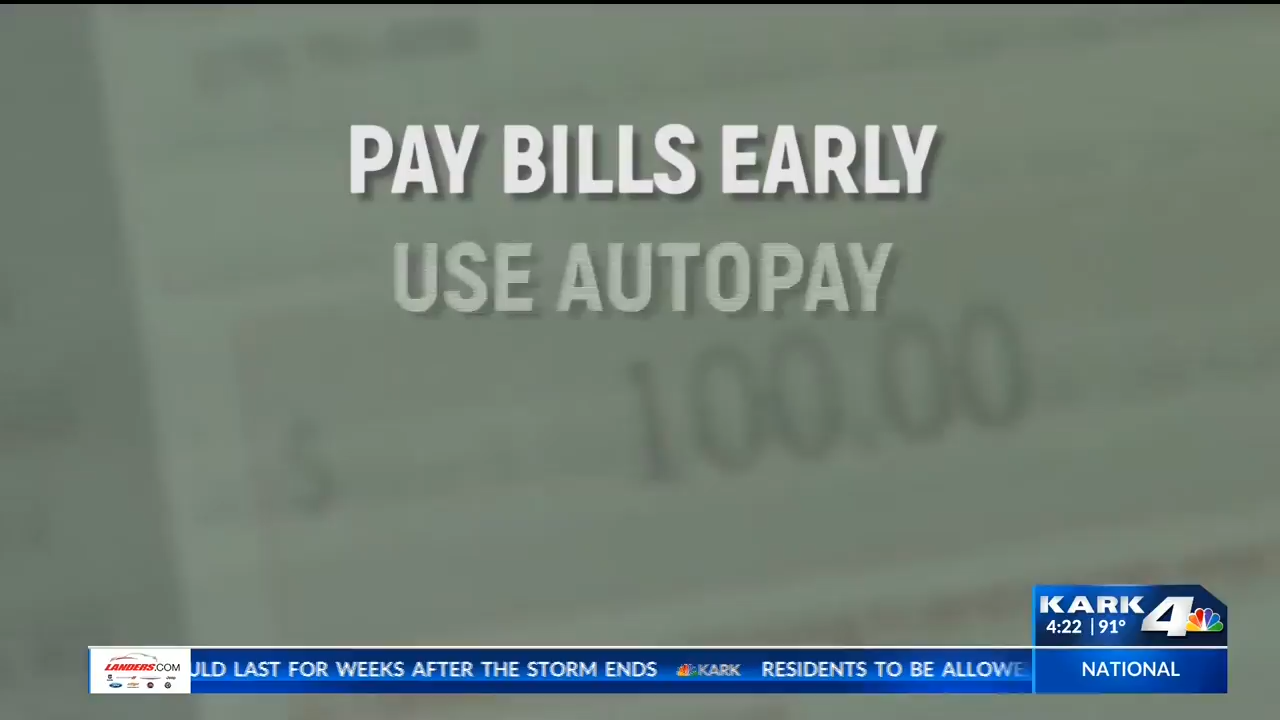 PAY BILLS EARLY
USE AUTOPAY
$ 100.00
KARK 4
4:22 | 91°
LANDERS.COM
ULD LAST FOR WEEKS AFTER THE STORM ENDS KARK RESIDENTS TO BE ALLOWE
NATIONAL